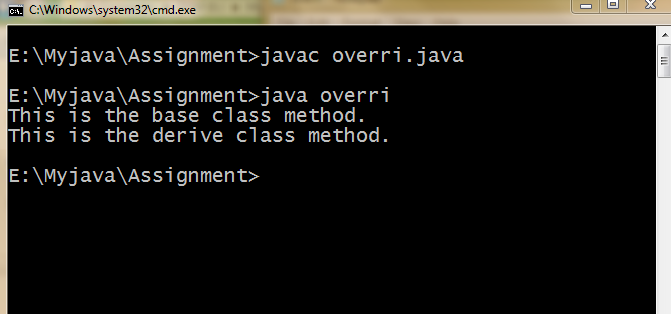 C:\Windows\system32\cmd.exe
E:\Myjava\Assignment>javac overri.java
E:\Myjava\Assignment>java overri
This is the base class method.
This is the derive class method.
E:\Myjava\Assignment>